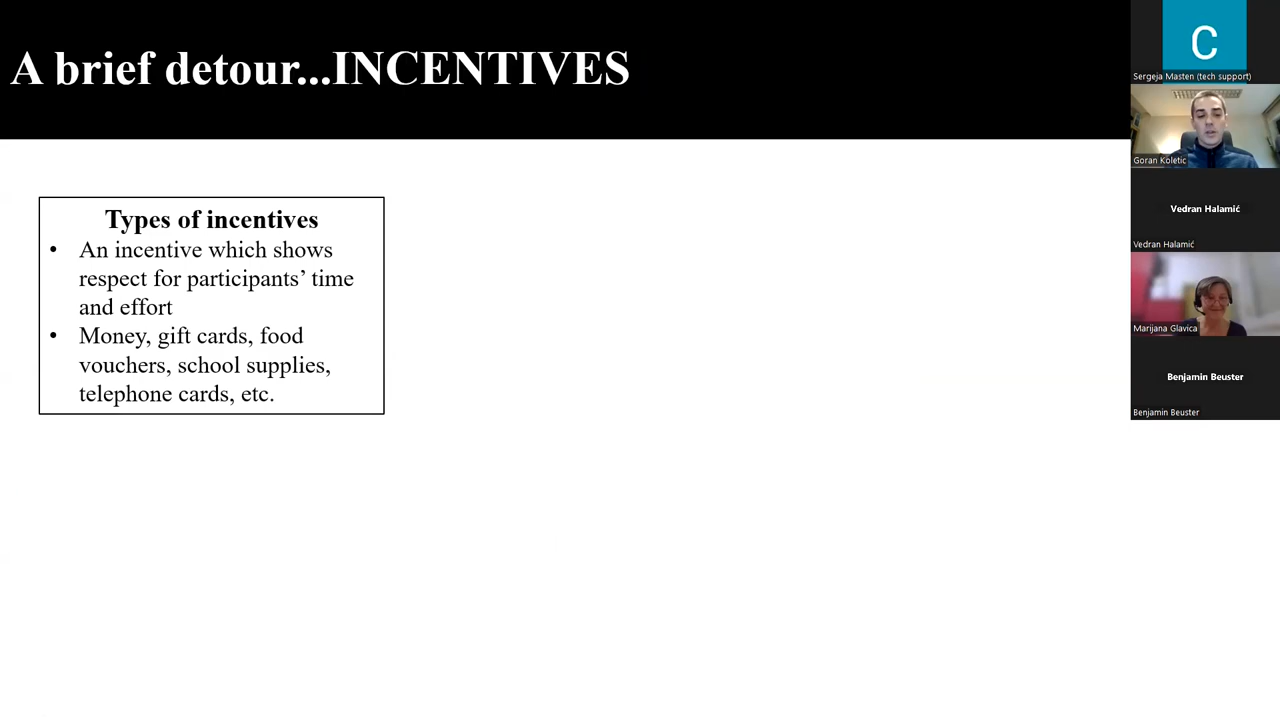 A brief detour...INCENTIVES
Types of incentives
• An incentive which shows
respect for participants’ time
and effort
• Money, gift cards, food
vouchers, school supplies,
telephone cards, etc.
C
Sergeja Masten (tech support)
Goran Koletic
Vedran Halamić
Vedran Halamić
Marijana Glavica
Benjamin Beuster
Benjamin Beuster